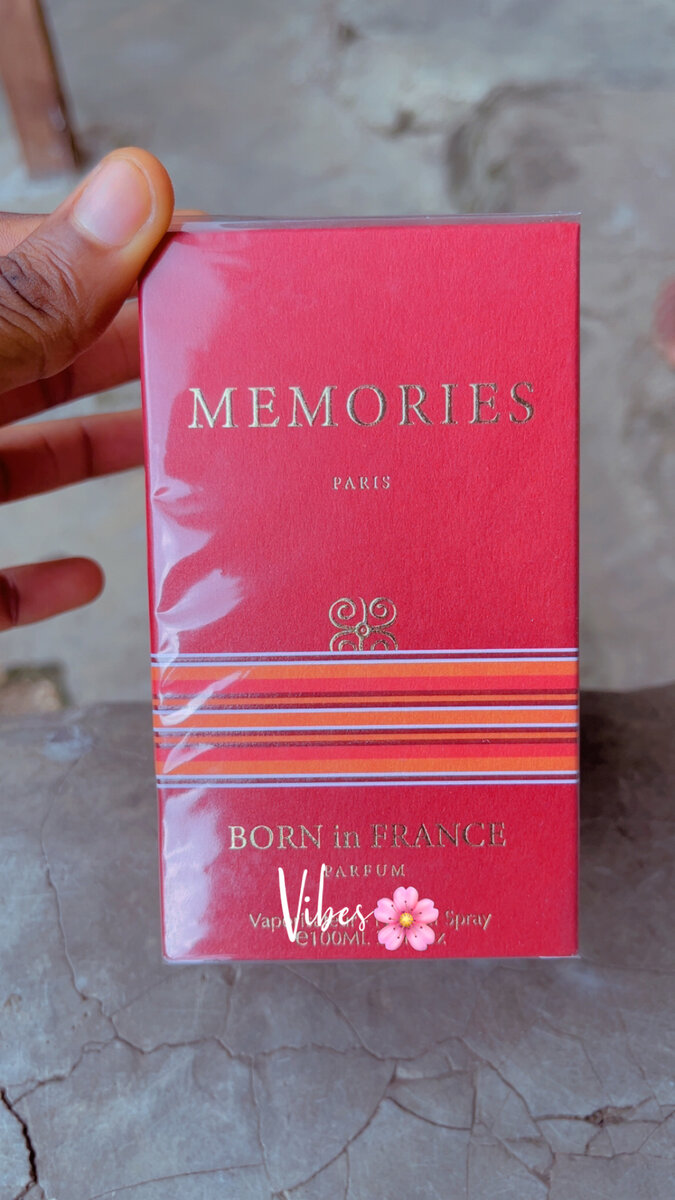 MEMORIES
PARIS
BORN in FRANCE
PARFUM
Vibes
Spray
e100ML